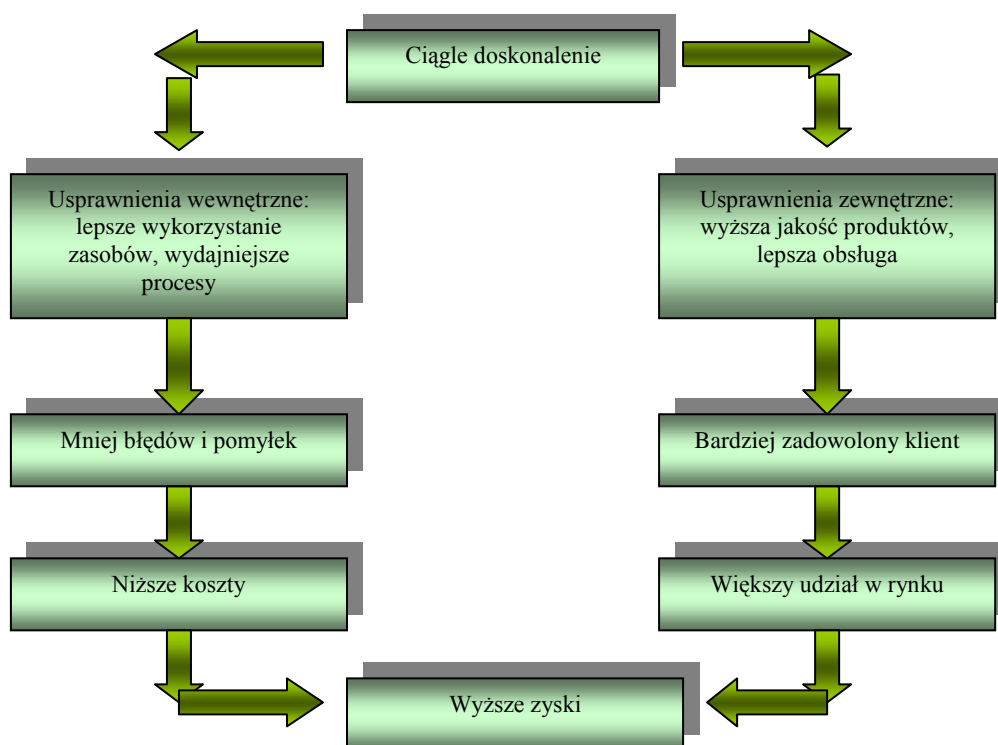 Ciągle doskonalenie
Usprawnienia wewnętrzne:
lepsze wykorzystanie
zasobów, wydajniejsze
procesy
Usprawnienia zewnętrzne:
wyższa jakość produktów,
lepsza obsługa
Mniej błędów i pomyłek
Bardziej zadowolony klient
Niższe koszty
Większy udział w rynku
Wyższe zyski